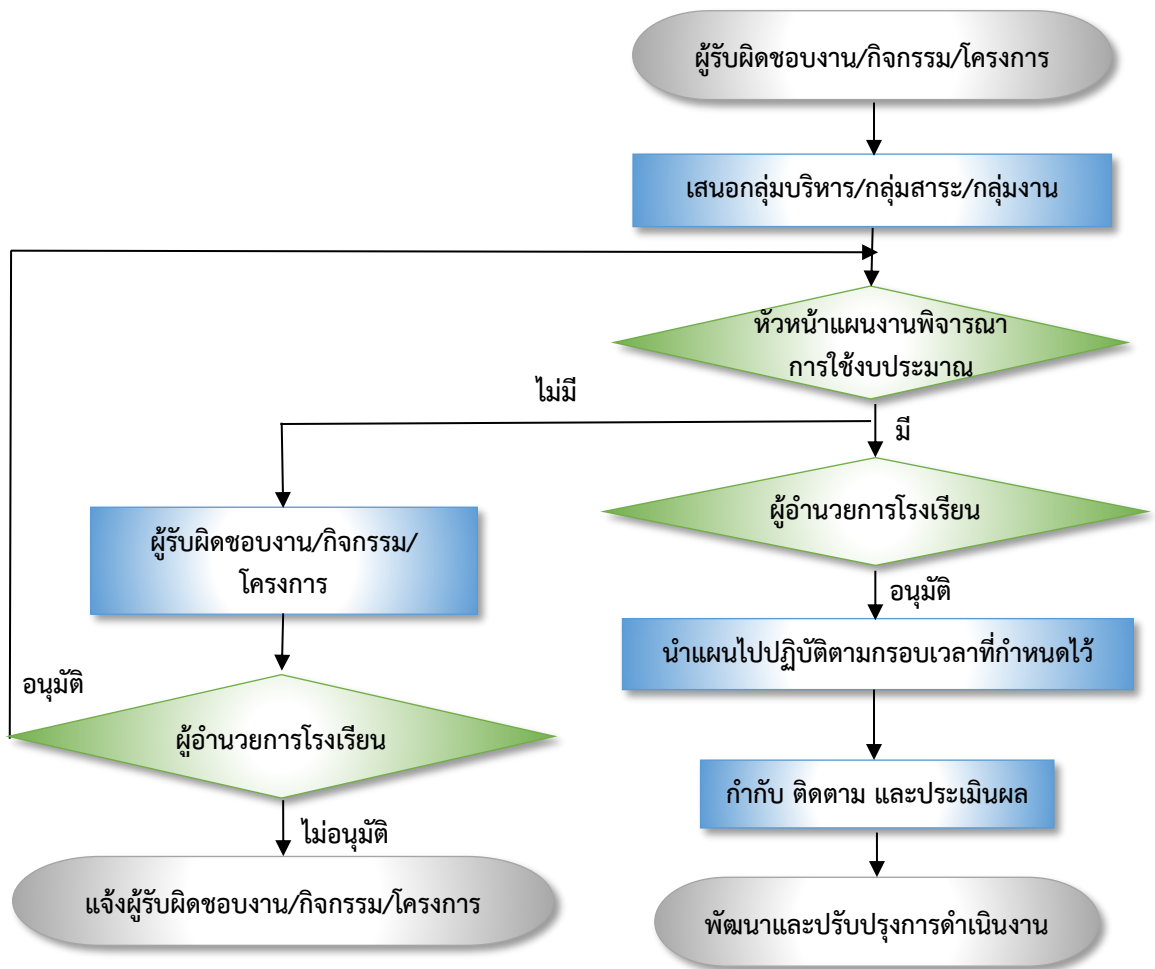 ผู้รับผิดชอบงาน/กิจกรรม/โครงการ
เสนอกลุ่มบริหาร/กลุ่มสาระ/กลุ่มงาน
หัวหน้าแผนงานพิจารณา
การใช้งบประมาณ
ไม่มี
มี
ผู้อำนวยการโรงเรียน
ผู้รับผิดชอบงาน/กิจกรรม/
โครงการ
อนุมัติ
นำแผนไปปฏิบัติตามกรอบเวลาที่กำหนดไว้
อนุมัติ
ผู้อำนวยการโรงเรียน
กำกับ ติดตาม และประเมินผล
ไม่อนุมัติ
แจ้งผู้รับผิดชอบงาน/กิจกรรม/โครงการ
พัฒนาและปรับปรุงการดำเนินงาน